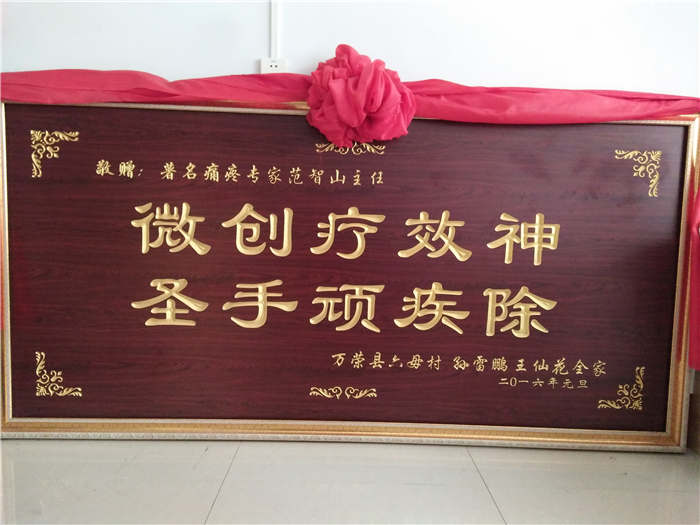 敬赠：著名痛疼专家范智山主任
微创疗效神
圣手顽疾除
万荣县六毋村 孙雷鹏 王仙花全家
二〇一六年元旦